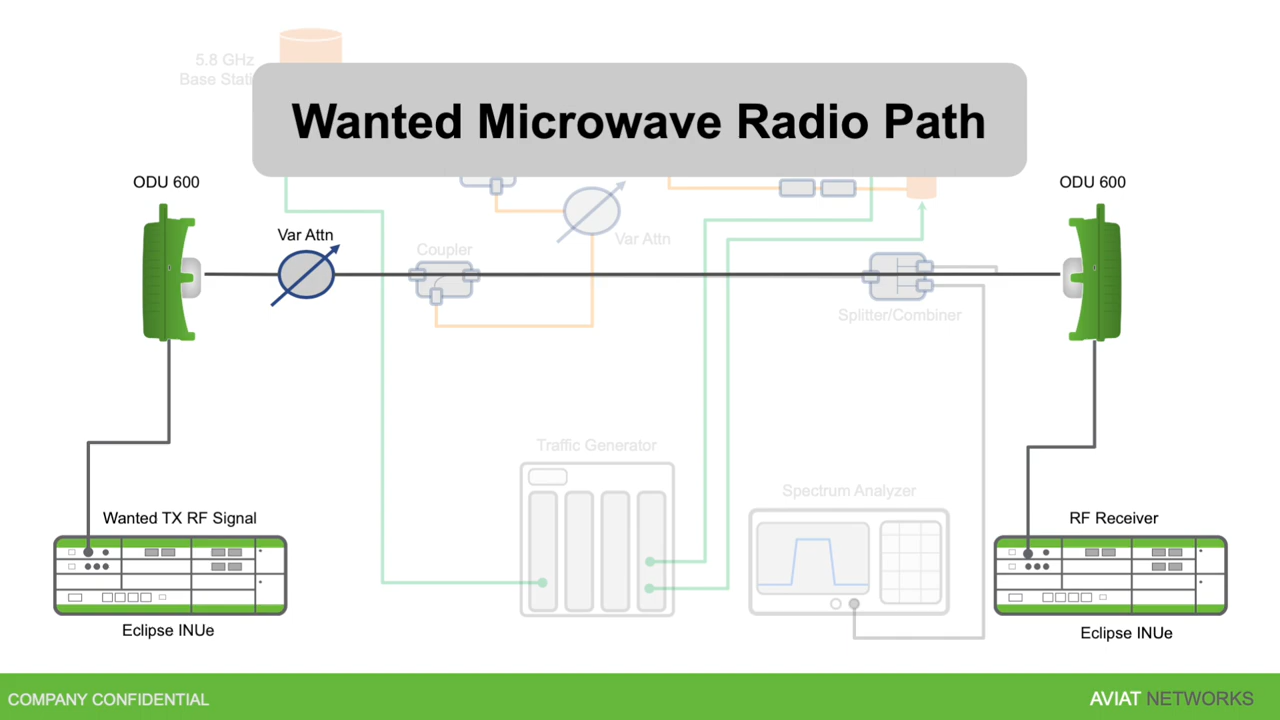 5.8 GHz
Base Stati
Wanted Microwave Radio Path
ODU 600
ODU 600
Var Attn
Var Attn
Coupler
Splitter/Combiner
Traffic Generator
Spectrum Analyzer
Wanted TX RF Signal
RF Receiver
Eclipse INUe
Eclipse INUe
COMPANY CONFIDENTIAL
AVIAT NETWORKS